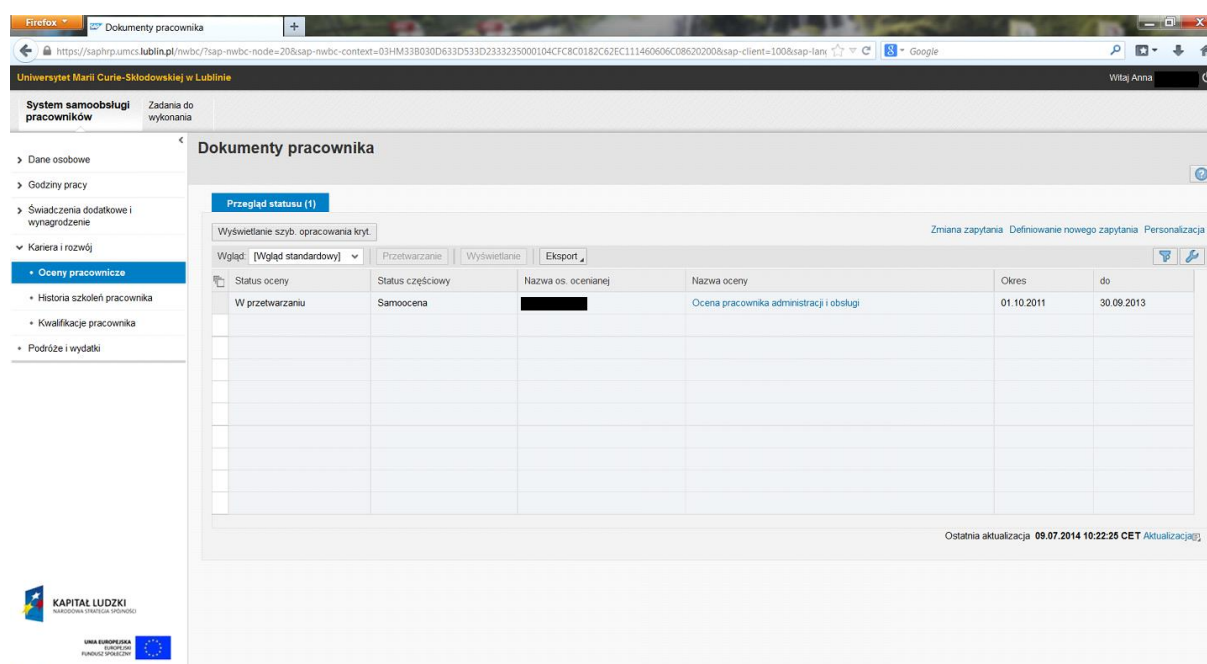 Firefox
Dokumenty pracownika
https://saphrp.umcs.lublin.pl/nwbc/?sap-nwbc-node=20&sap-nwbc-context=03HM33B030D633D533D2333235000104CFC8C0182C62EC111460606C08620200&sap-client=100&sap-lang
Google
Uniwersytet Marii Curie-Skłodowskiej w Lublinie
Witaj Anna
System samoobsługi pracowników
Zadania do wykonania
Dokumenty pracownika
Dane osobowe
Godziny pracy
Świadczenia dodatkowe i
wynagrodzenie
Kariera i rozwój
Oceny pracownicze
Historia szkoleń pracownika
Kwalifikacje pracownika
Podróże i wydatki
Przegląd statusu (1)
Wyświetlanie szyb. opracowania kryt.
Zmiana zapytania Definiowanie nowego zapytania Personalizacja
Wgląd: [Wgląd standardowy] Przetwarzanie Wyświetlanie Eksport
Status oceny Status częściowy Nazwa os. ocenianej Nazwa oceny Okres do
W przetwarzaniu Samoocena Ocena pracownika administracji i obsługi 01.10.2011 30.09.2013
Ostatnia aktualizacja 09.07.2014 10:22:25 CET Aktualizacja
KAPITAŁ LUDZKI
NARODOWA STRATEGIA SPÓJNOŚCI
UNIA EUROPEJSKA
EUROPEJSKI
FUNDUSZ SPOŁECZNY